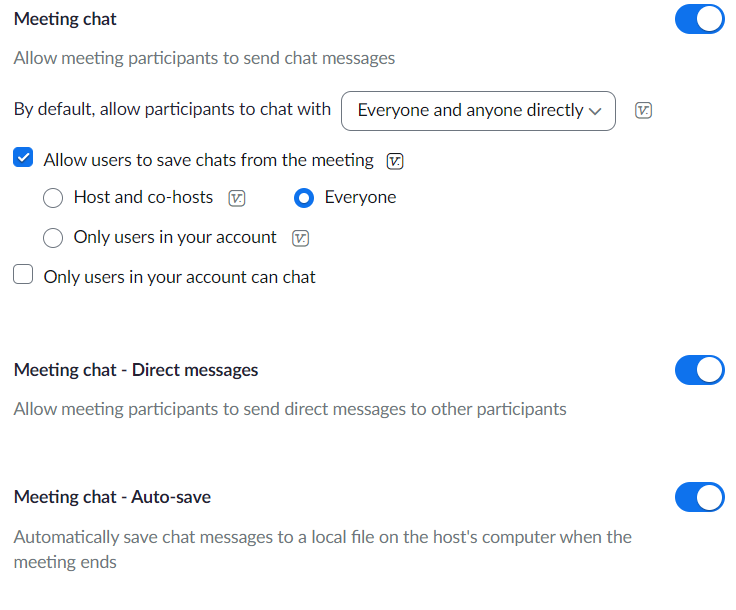 Meeting chat
Allow meeting participants to send chat messages
By default, allow participants to chat with Everyone and anyone directly
Allow users to save chats from the meeting
Host and co-hosts Everyone
Only users in your account
Only users in your account can chat
Meeting chat - Direct messages
Allow meeting participants to send direct messages to other participants
Meeting chat - Auto-save
Automatically save chat messages to a local file on the host's computer when the
meeting ends